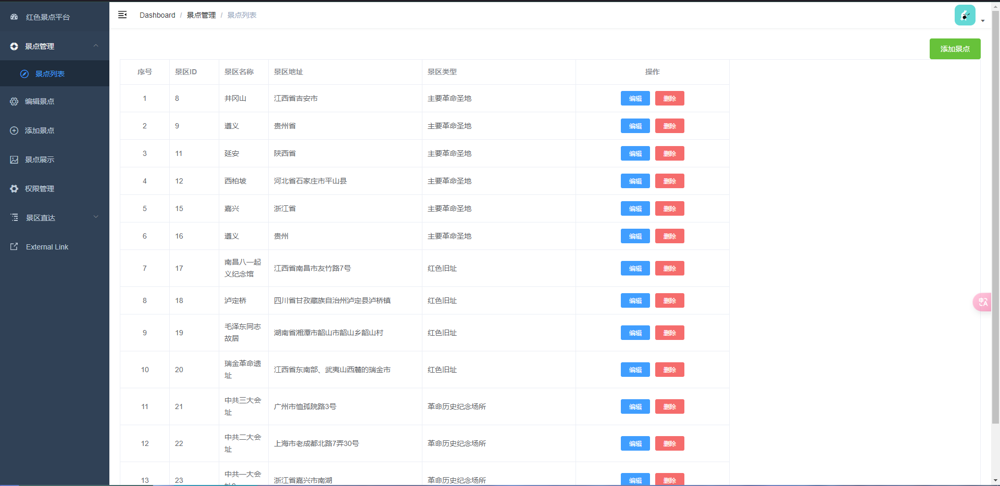 红色景点平台
景点管理
景点列表
编辑景点
添加景点
景点展示
权限管理
景区直达
External Link
Dashboard / 景点管理 / 景点列表
添加景点
序号 景区ID 景区名称 景区地址 景区类型 操作
1 8 井冈山 江西省吉安市 主要革命圣地 编辑 删除
2 9 遵义 贵州省 主要革命圣地 编辑 删除
3 11 延安 陕西省 主要革命圣地 编辑 删除
4 12 西柏坡 河北省石家庄市平山县 主要革命圣地 编辑 删除
5 15 嘉兴 浙江省 主要革命圣地 编辑 删除
6 16 遵义 贵州 主要革命圣地 编辑 删除
7 17 南昌八一起 江西省南昌市友竹路7号 红色旧址 编辑 删除
义纪念馆
8 18 泸定桥 四川省甘孜藏族自治州泸定县泸桥镇 红色旧址 编辑 删除
9 19 毛泽东同志 湖南省湘潭市韶山市韶山乡韶山村 红色旧址 编辑 删除
故居
10 20 瑞金革命遗 江西省东南部、武夷山西麓的瑞金市 红色旧址 编辑 删除
址
11 21 中共三大会 广州市恤孤院路3号 革命历史纪念场所 编辑 删除
址
12 22 中共二大会 上海市老成都北路7弄30号 革命历史纪念场所 编辑 删除
址
13 23 中共一大会 浙江省嘉兴市南湖 革命历史纪念场所 编辑 删除